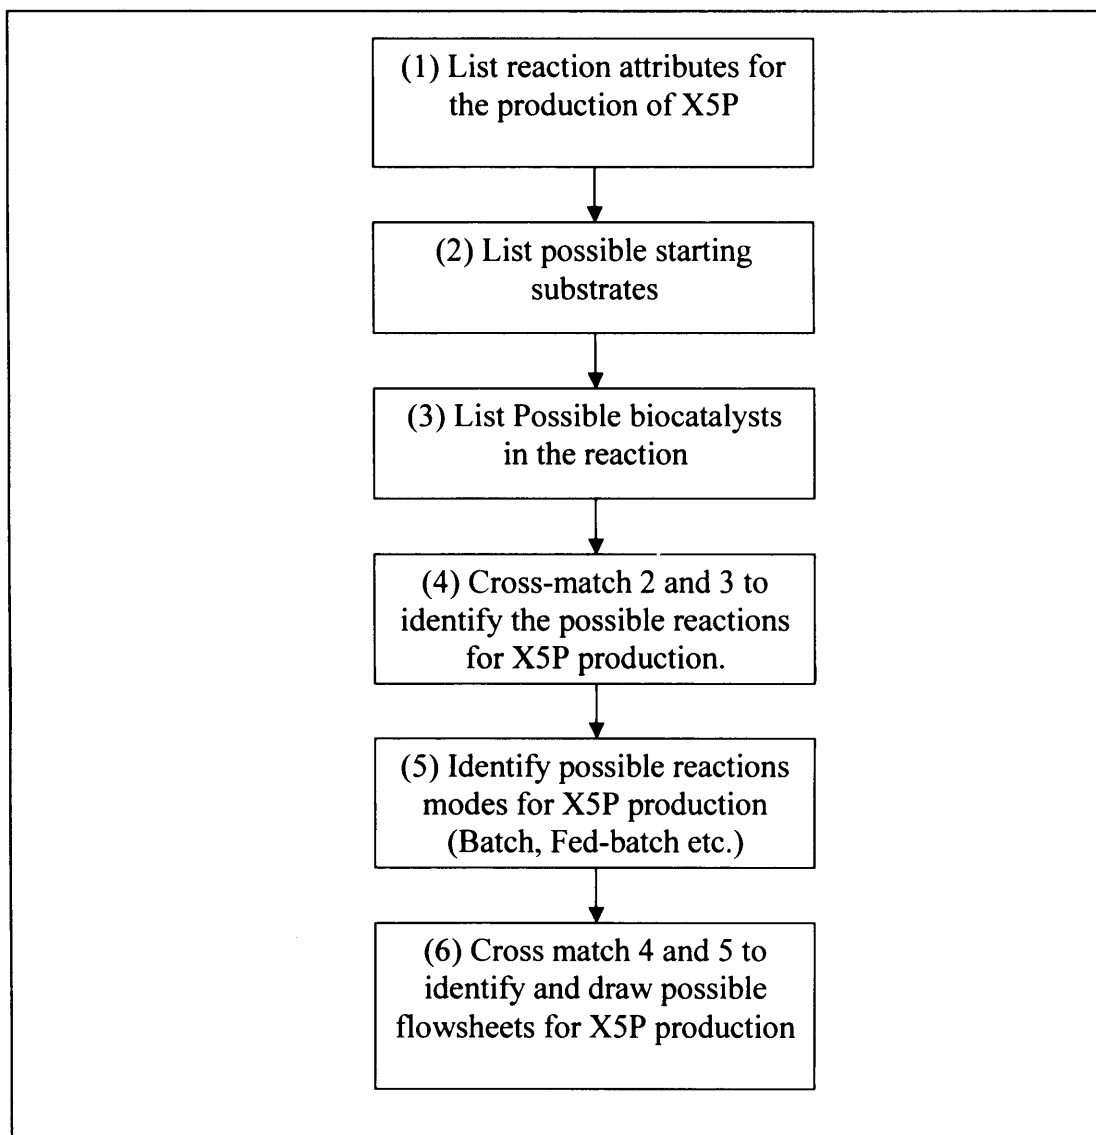 (1) List reaction attributes for
the production of X5P
(2) List possible starting
substrates
(3) List Possible biocatalysts
in the reaction
(4) Cross-match 2 and 3 to
identify the possible reactions
for X5P production.
(5) Identify possible reactions
modes for X5P production
(Batch, Fed-batch etc.)
(6) Cross match 4 and 5 to
identify and draw possible
flowsheets for X5P production